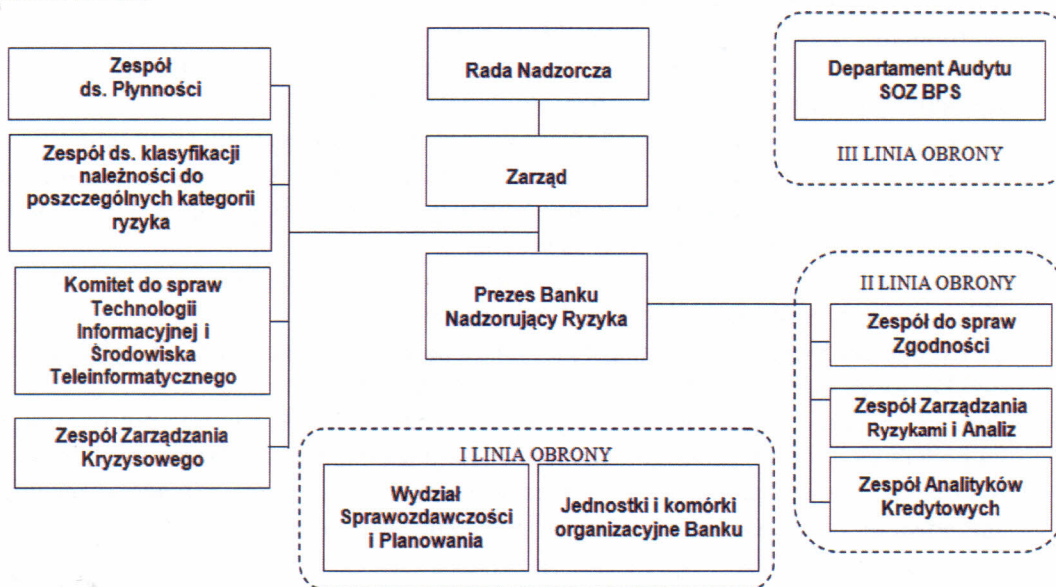 Zespół
ds. Płynności
Zespół ds. klasyfikacji
należności do
poszczególnych kategorii
ryzyka
Komitet do spraw
Technologii
Informacyjnej i
Środowiska
Teleinformatycznego
Zespół Zarządzania
Kryzysowego
Rada Nadzorcza
Zarząd
Prezes Banku
Nadzorujący Ryzyka
I LINIA OBRONY
Wydział
Sprawozdawczości
i Planowania
Jednostki i komórki
organizacyjne Banku
Departament Audytu
SOZ BPS
III LINIA OBRONY
II LINIA OBRONY
Zespół do spraw
Zgodności
Zespół Zarządzania
Ryzykami i Analiz
Zespół Analityków
Kredytowych